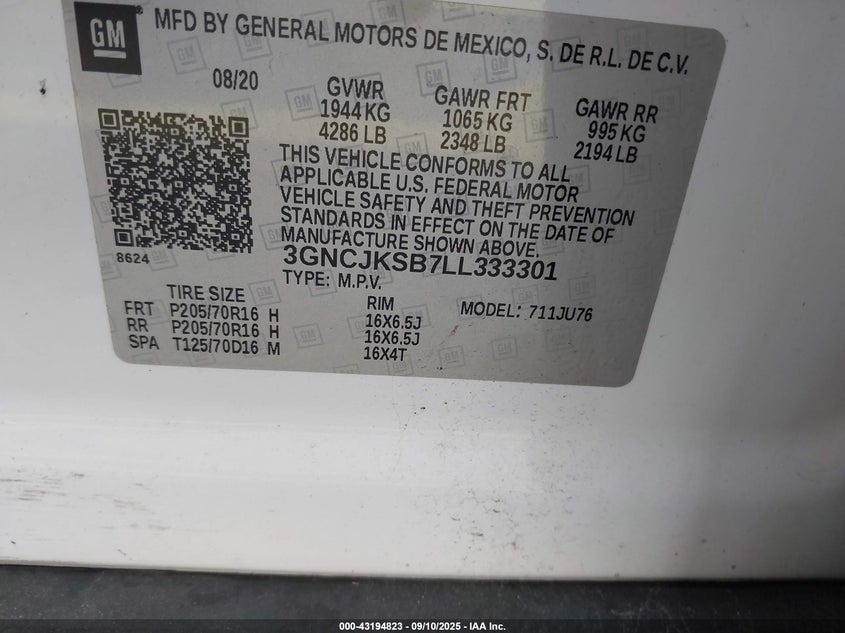 GM
MFD BY GENERAL MOTORS DE MEXICO, S. DE R.L. DE C.V.
08/20
GVWR
1944 KG
4286 LB
GAWR FRT
1065 KG
2348 LB
GAWR RR
995 KG
2194 LB
THIS VEHICLE CONFORMS TO ALL
APPLICABLE U.S. FEDERAL MOTOR
VEHICLE SAFETY AND THEFT PREVENTION
STANDARDS IN EFFECT ON THE DATE OF
MANUFACTURE SHOWN ABOVE.
8624
3GNCJKSB7LL333301
TYPE: M.P.V.
MODEL: 711JU76
TIRE SIZE
FRT P205/70R16 H
RR P205/70R16 H
SPA T125/70D16 M
RIM
16X6.5J
16X6.5J
16X4T
000-43194823 - 09/10/2025 - IAA Inc.